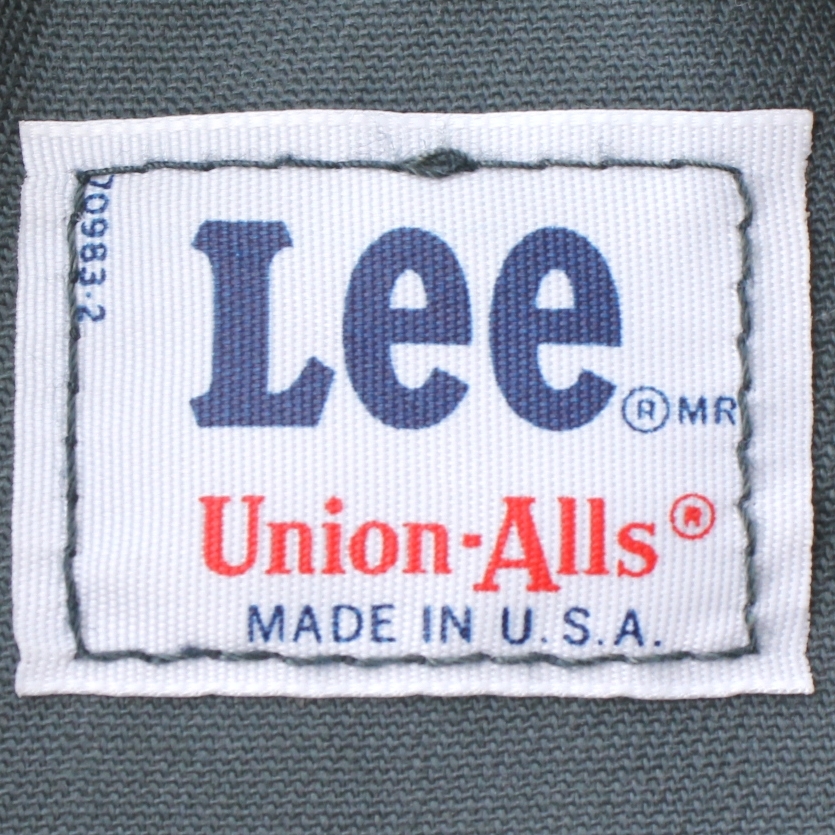 70983-2
Lee® MR
Union-Alls®
MADE IN U.S.A.